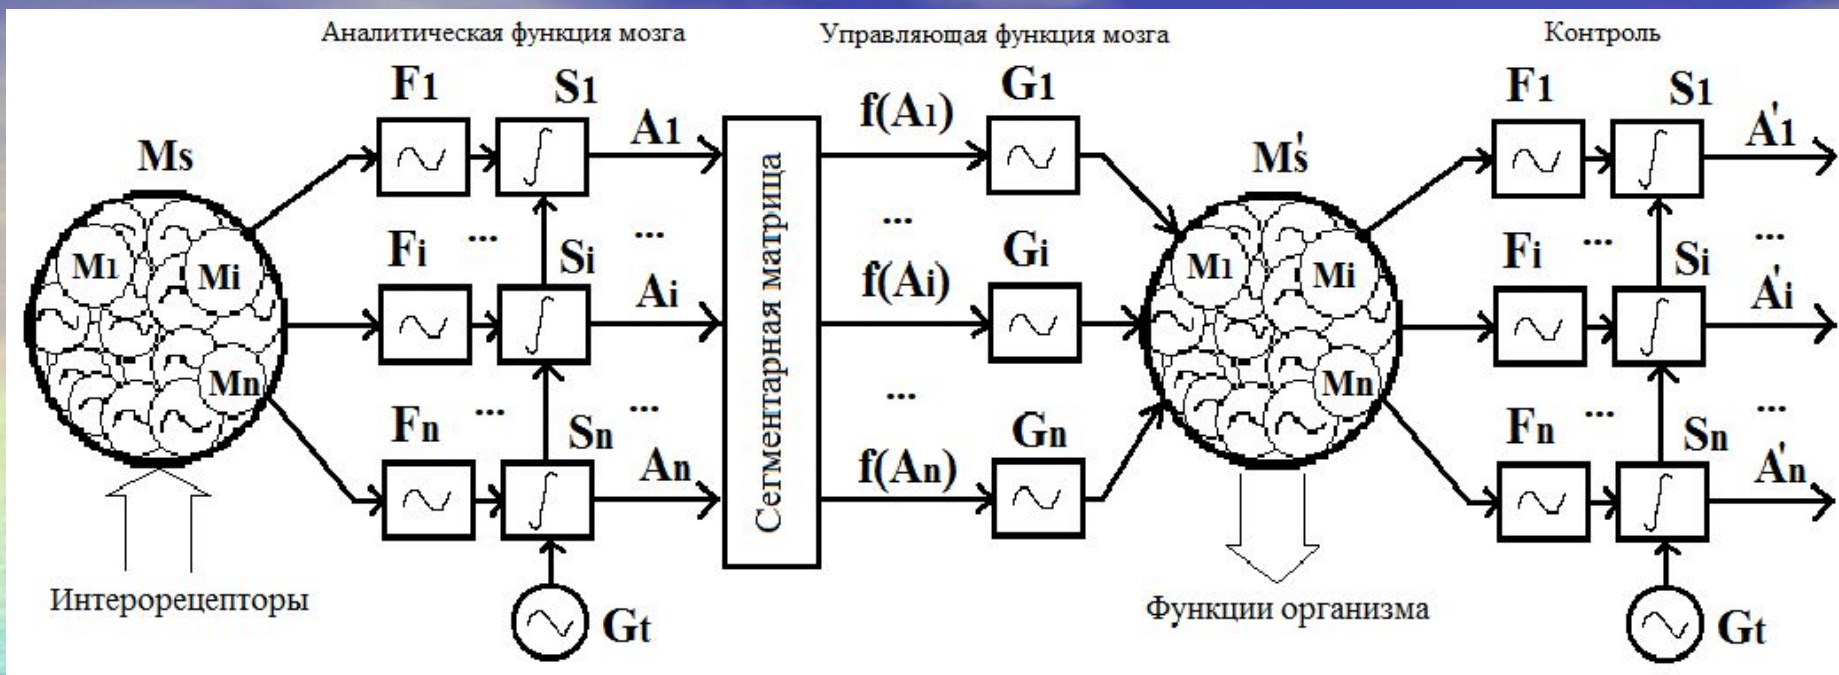 Аналитическая функция мозга
Управляющая функция мозга
Контроль
F1
S1
A1
f(A1)
G1
F1
S1
A'1
Ms
M's
...
...
...
...
...
Fi
Si
Ai
f(Ai)
Gi
Fi
Si
A'i
M1
Mi
Mn
Сегментарная матрица
M1
Mi
Mn
...
...
...
...
...
Fn
Sn
An
f(An)
Gn
Fn
Sn
A'n
Интерорецепторы
Gt
Функции организма
Gt